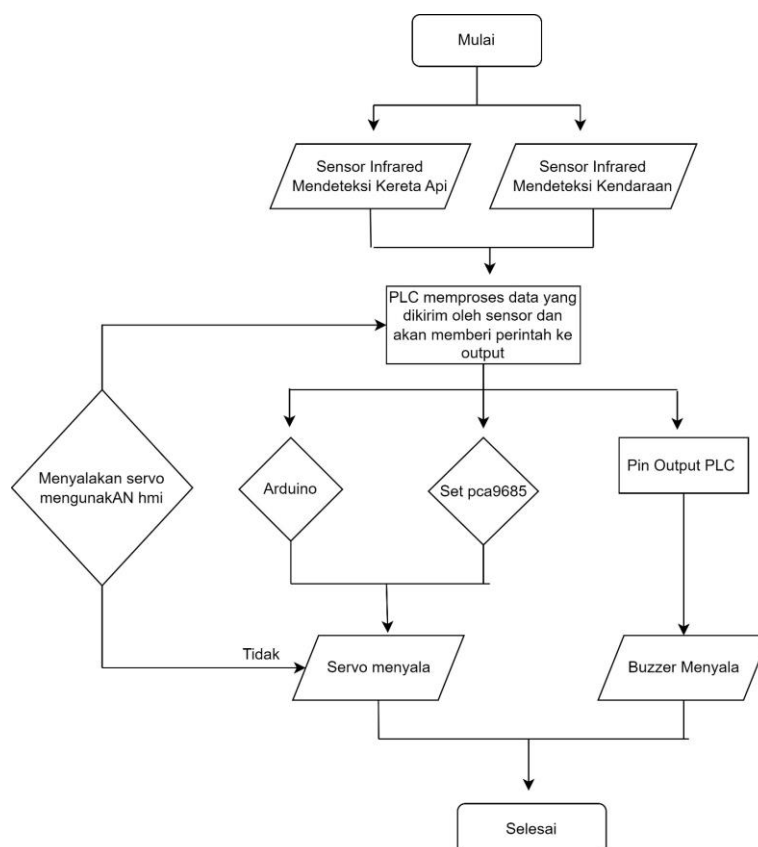 Mulai
Sensor Infrared
Mendeteksi Kereta Api
Sensor Infrared
Mendeteksi Kendaraan
PLC memproses data yang
dikirim oleh sensor dan
akan memberi perintah ke
output
Menyalakan servo
mengunakAN hmi
Arduino
Set pca9685
Pin Output PLC
Tidak
Servo menyala
Buzzer Menyala
Selesai